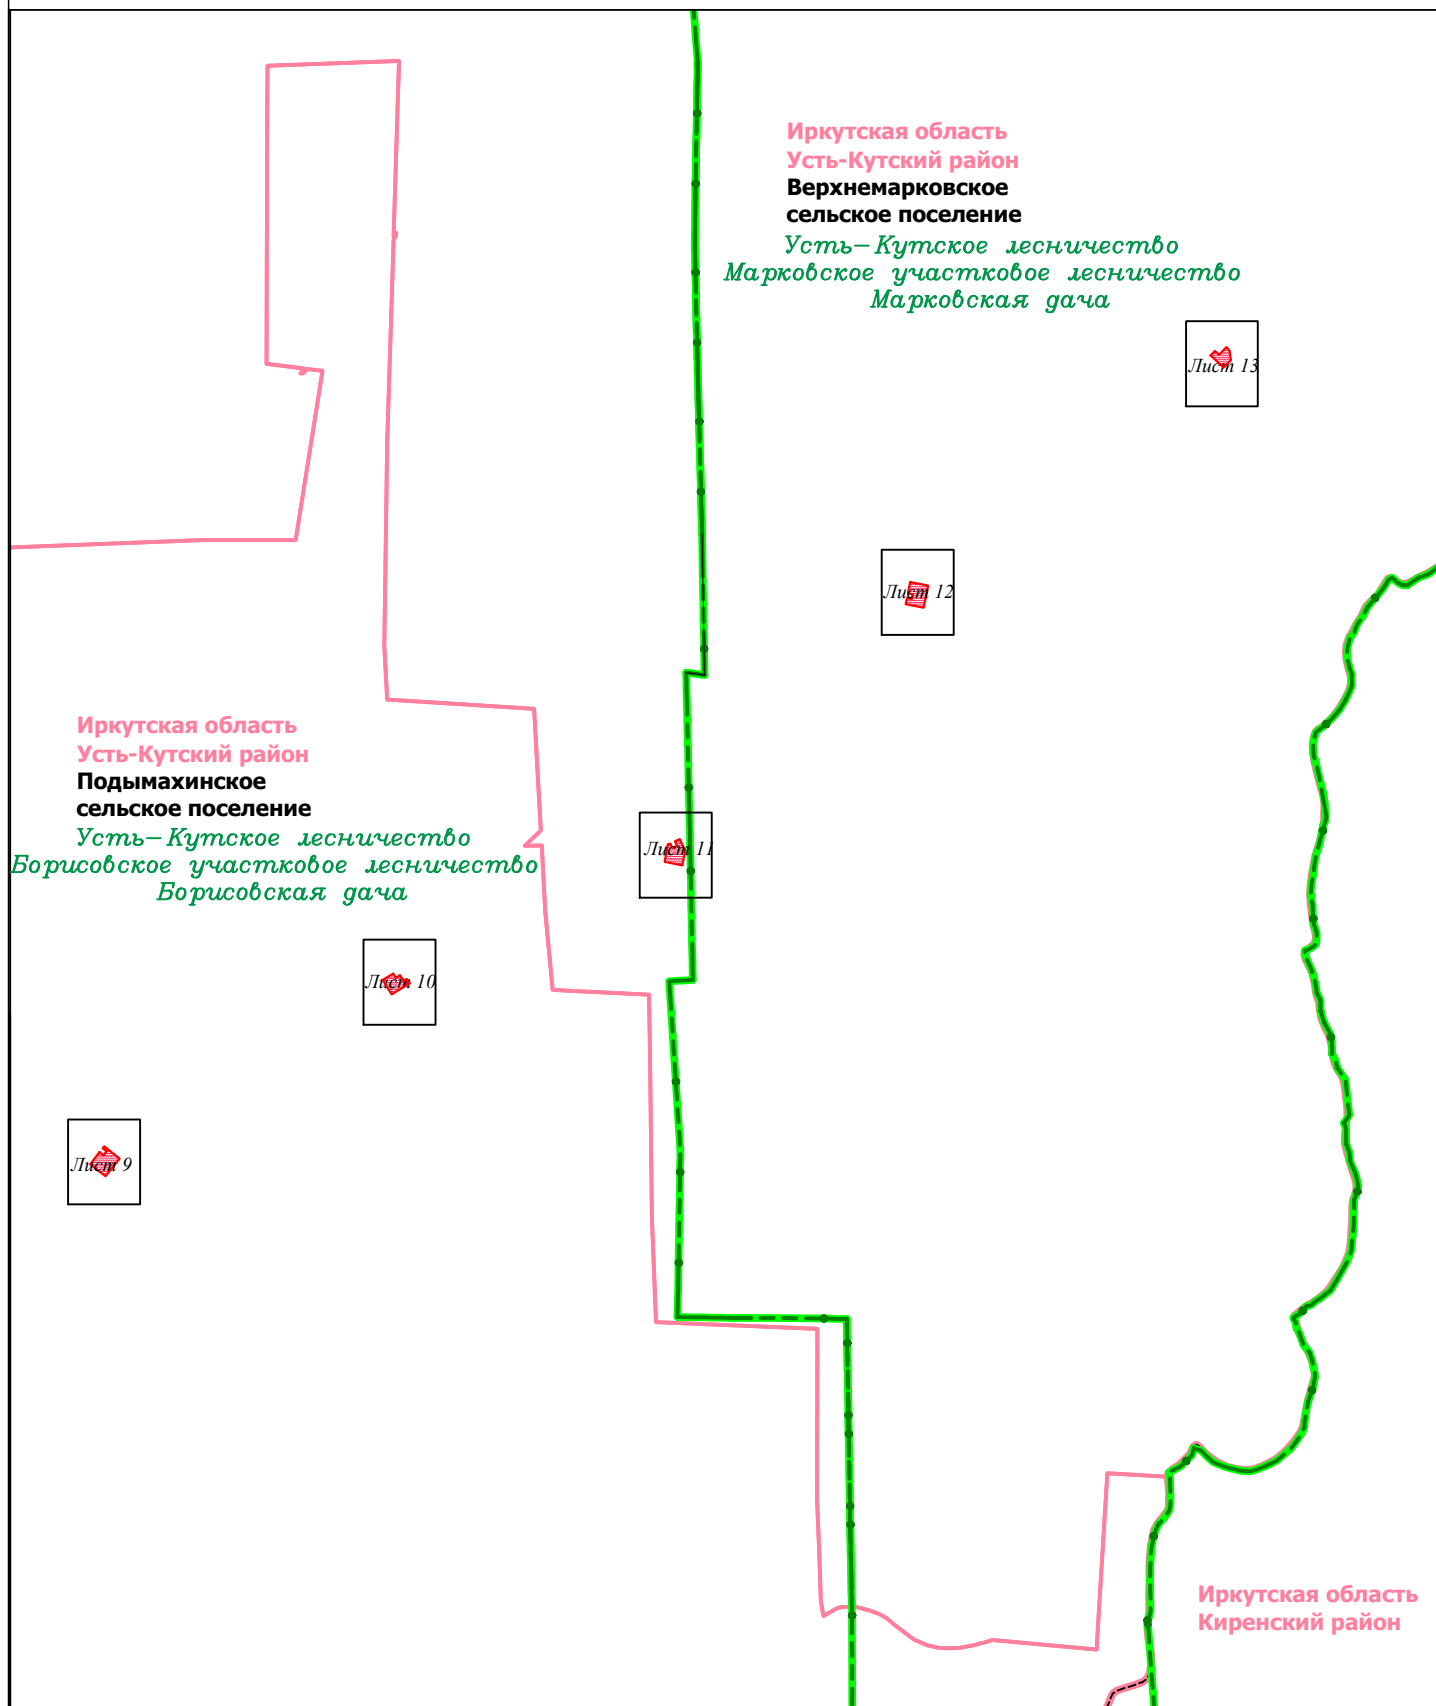 Иркутская область
Усть-Кутский район
Верхнемарковское
сельское поселение
Усть-Кутское лесничество
Марковское участковое лесничество
Марковская дача
Лист 13
Лист 12
Иркутская область
Усть-Кутский район
Подымахинское
сельское поселение
Усть-Кутское лесничество
Борисовское участковое лесничество
Борисовская дача
Лист 11
Лист 10
Лист 9
Иркутская область
Киренский район